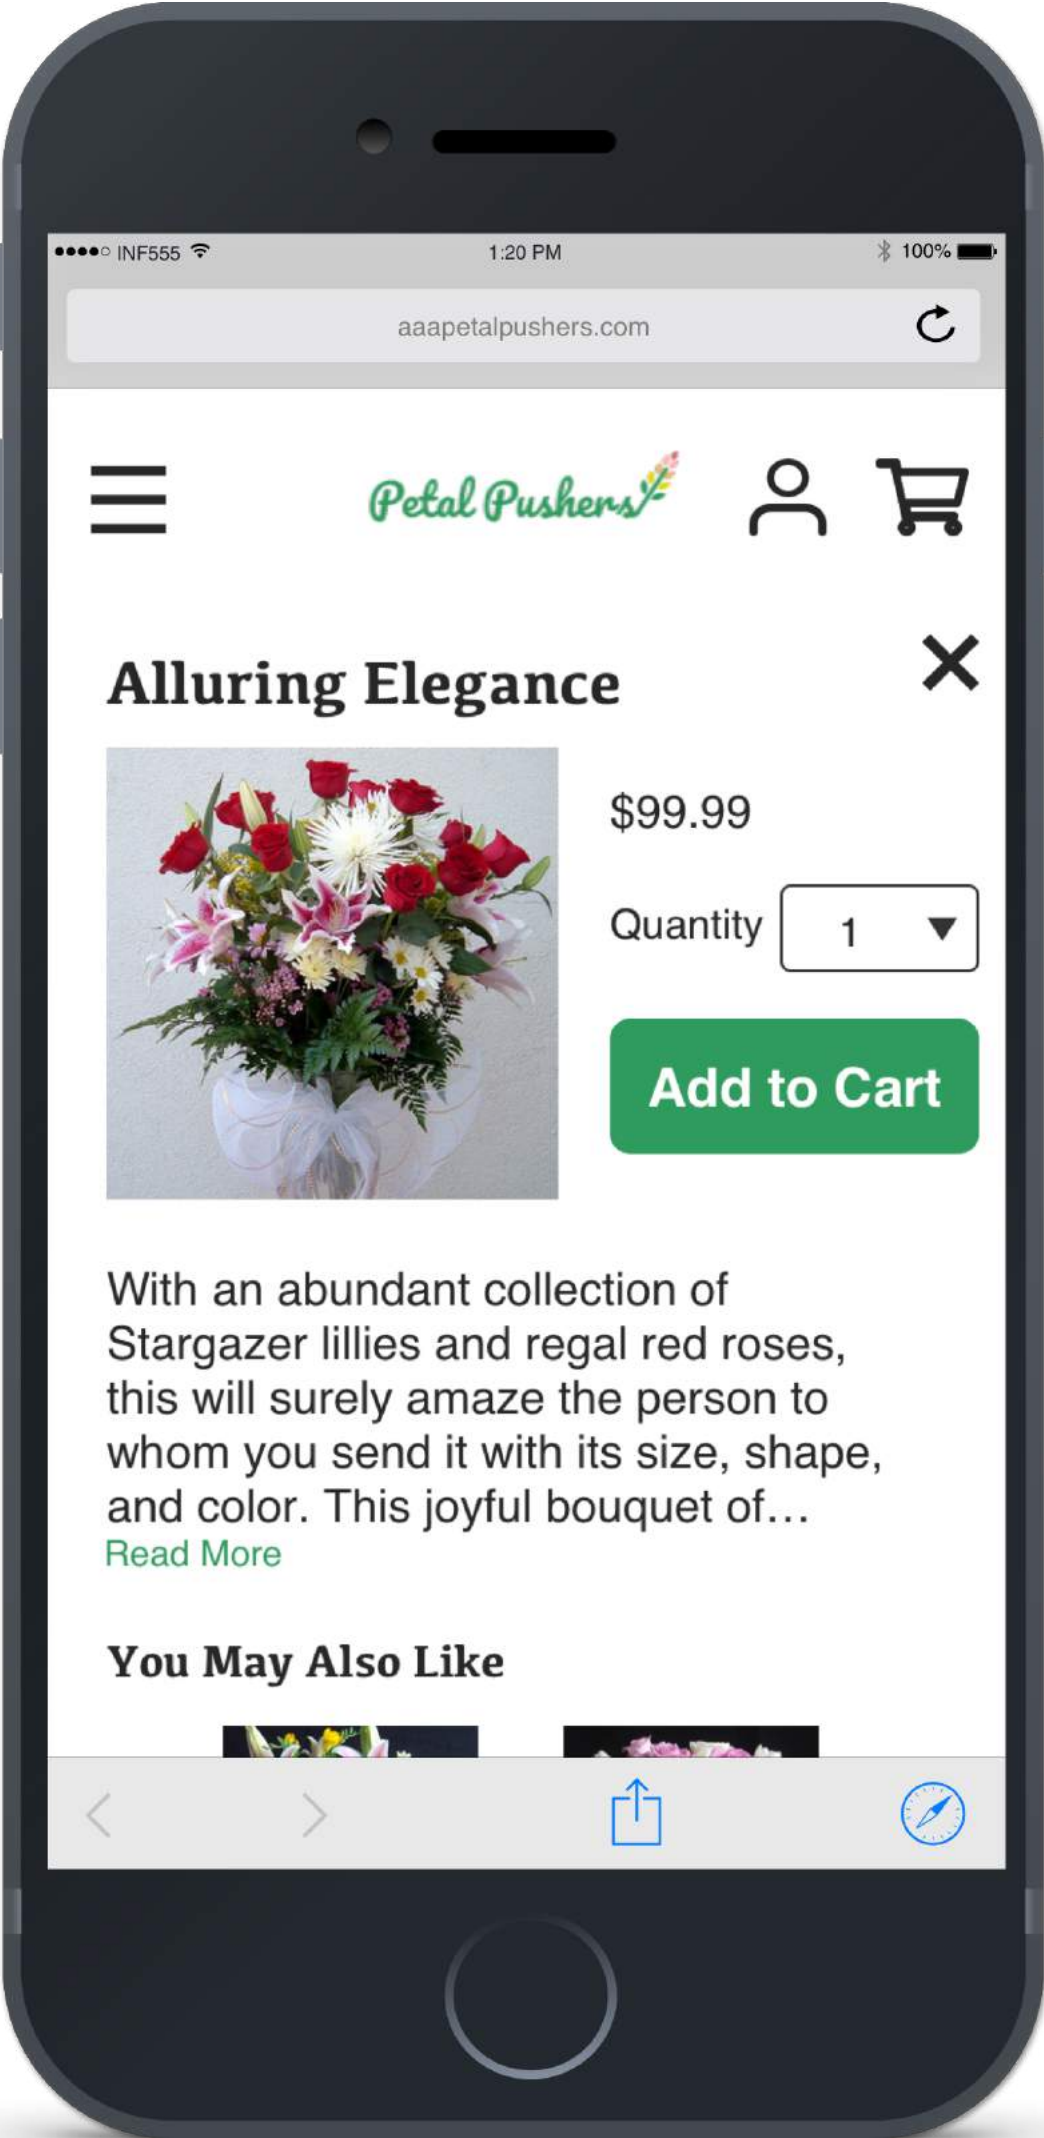 INF555
1:20 PM
100%
aaapetalpushers.com
Petal Pushers
Alluring Elegance
$99.99
Quantity 1
Add to Cart
With an abundant collection of
Stargazer lillies and regal red roses,
this will surely amaze the person to
whom you send it with its size, shape,
and color. This joyful bouquet of...
Read More
You May Also Like